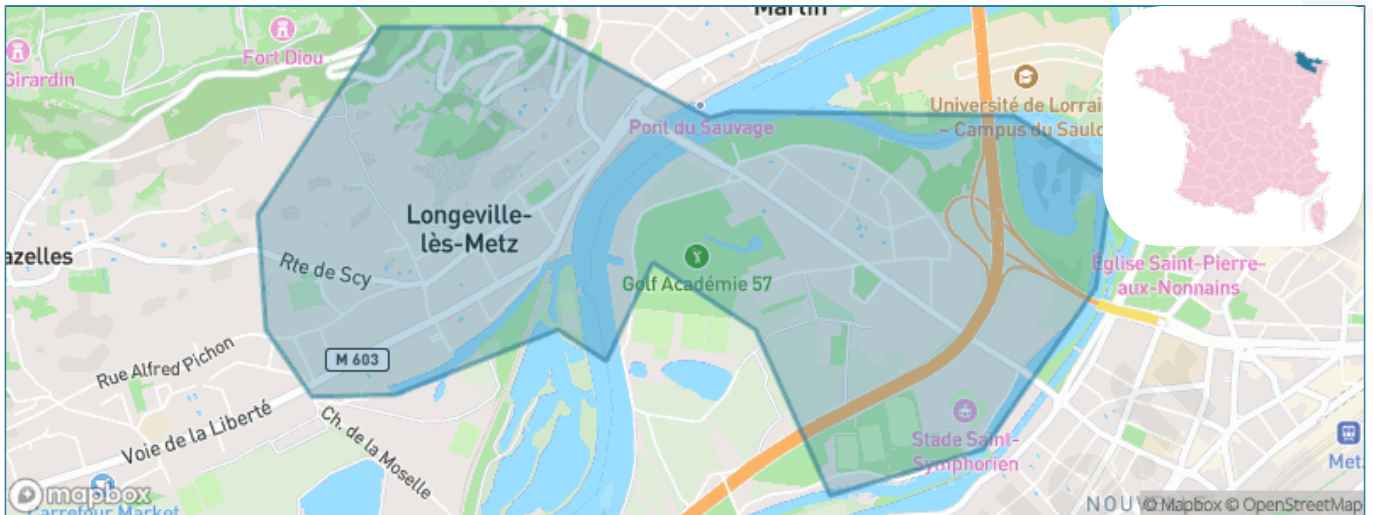 Martin
Fort Diou
Girardin
Université de Lorrai
– Campus du Saulc
Pont du Sauvage
Longeville-
lès-Metz
azelles
Rte de Scy
Golf Académie 57
Église Saint-Pierre-
aux-Nonnains
M 603
Rue Alfred Pichon
Voie de la Liberté
Ch. de la Moselle
Stade Saint-
Symphorien
Metz
mapbox
Carrefour Market
NOUV
© Mapbox © OpenStreetMap